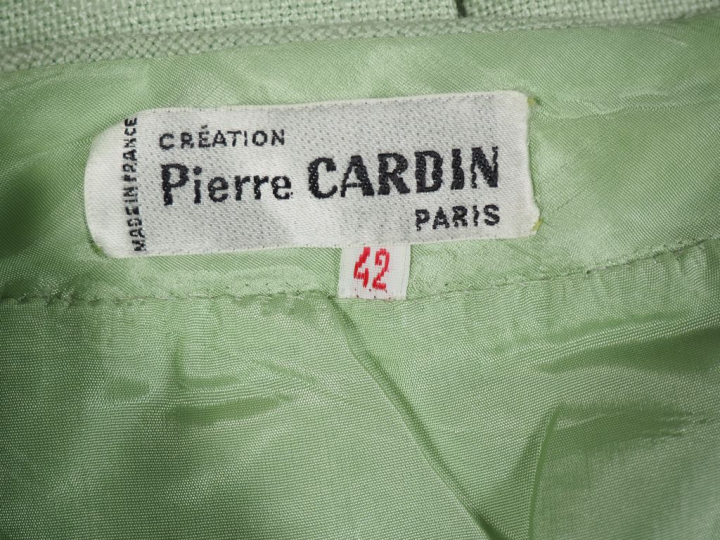 MADE IN FRANCE
CRÉATION
Pierre CARDIN
PARIS
42